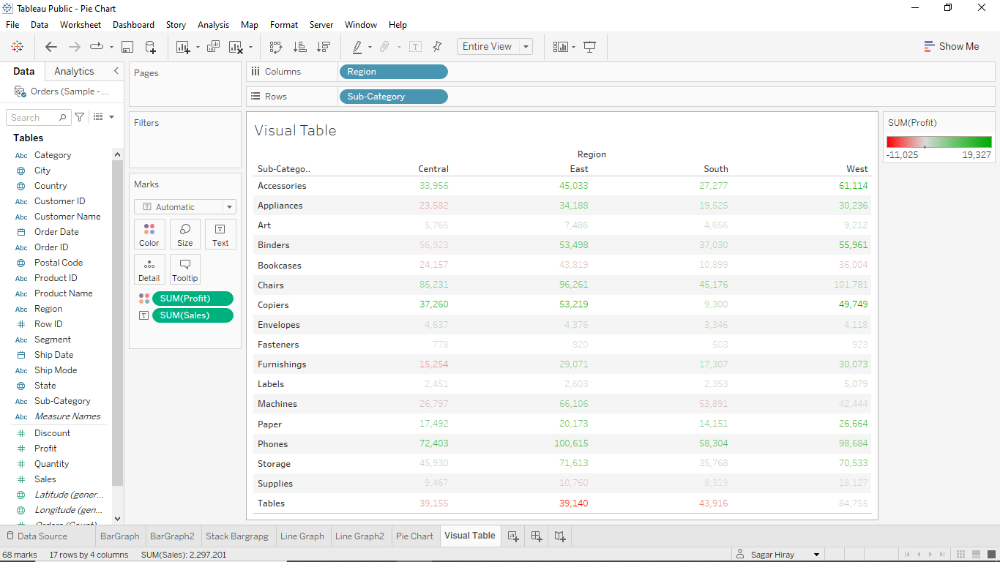 Tableau Public - Pie Chart
File Data Worksheet Dashboard Story Analysis Map Format Server Window Help
Entire View
Show Me
Data Analytics
Orders (Sample - ...
Search
Tables
Abc Category
City
Country
Abc Customer ID
Abc Customer Name
Order Date
Abc Order ID
Postal Code
Abc Product ID
Abc Product Name
Abc Region
Row ID
Abc Segment
Ship Date
Abc Ship Mode
State
Abc Sub-Category
Abc Measure Names
Discount
Profit
Quantity
Sales
Latitude (gener...
Longitude (gen...
Orders (Count)
Pages
Filters
Marks
T Automatic
Color Size T Text
Detail Tooltip
SUM(Profit)
T SUM(Sales)
Columns Region
Rows Sub-Category
Visual Table
Region
Sub-Catego.. Central East South West
Accessories 33,956 45,033 27,277 61,114
Appliances 23,582 34,188 19,525 30,236
Art 5,765 7,486 4,656 9,212
Binders 56,923 53,498 37,030 55,961
Bookcases 24,157 43,819 10,899 36,004
Chairs 85,231 96,261 45,176 101,781
Copiers 37,260 53,219 9,300 49,749
Envelopes 4,637 4,376 3,346 4,118
Fasteners 778 820 503 923
Furnishings 15,254 29,071 17,307 30,073
Labels 2,451 2,603 2,353 5,079
Machines 26,797 66,106 53,891 42,444
Paper 17,492 20,173 14,151 26,664
Phones 72,403 100,615 58,304 98,684
Storage 45,930 71,613 35,768 70,533
Supplies 9,467 10,760 8,319 18,127
Tables 39,155 39,140 43,916 84,755
SUM(Profit)
-11,025 19,327
Data Source BarGraph BarGraph2 Stack Bargrapg Line Graph Line Graph2 Pie Chart Visual Table
68 marks 17 rows by 4 columns SUM(Sales): 2,297,201 Sagar Hiray